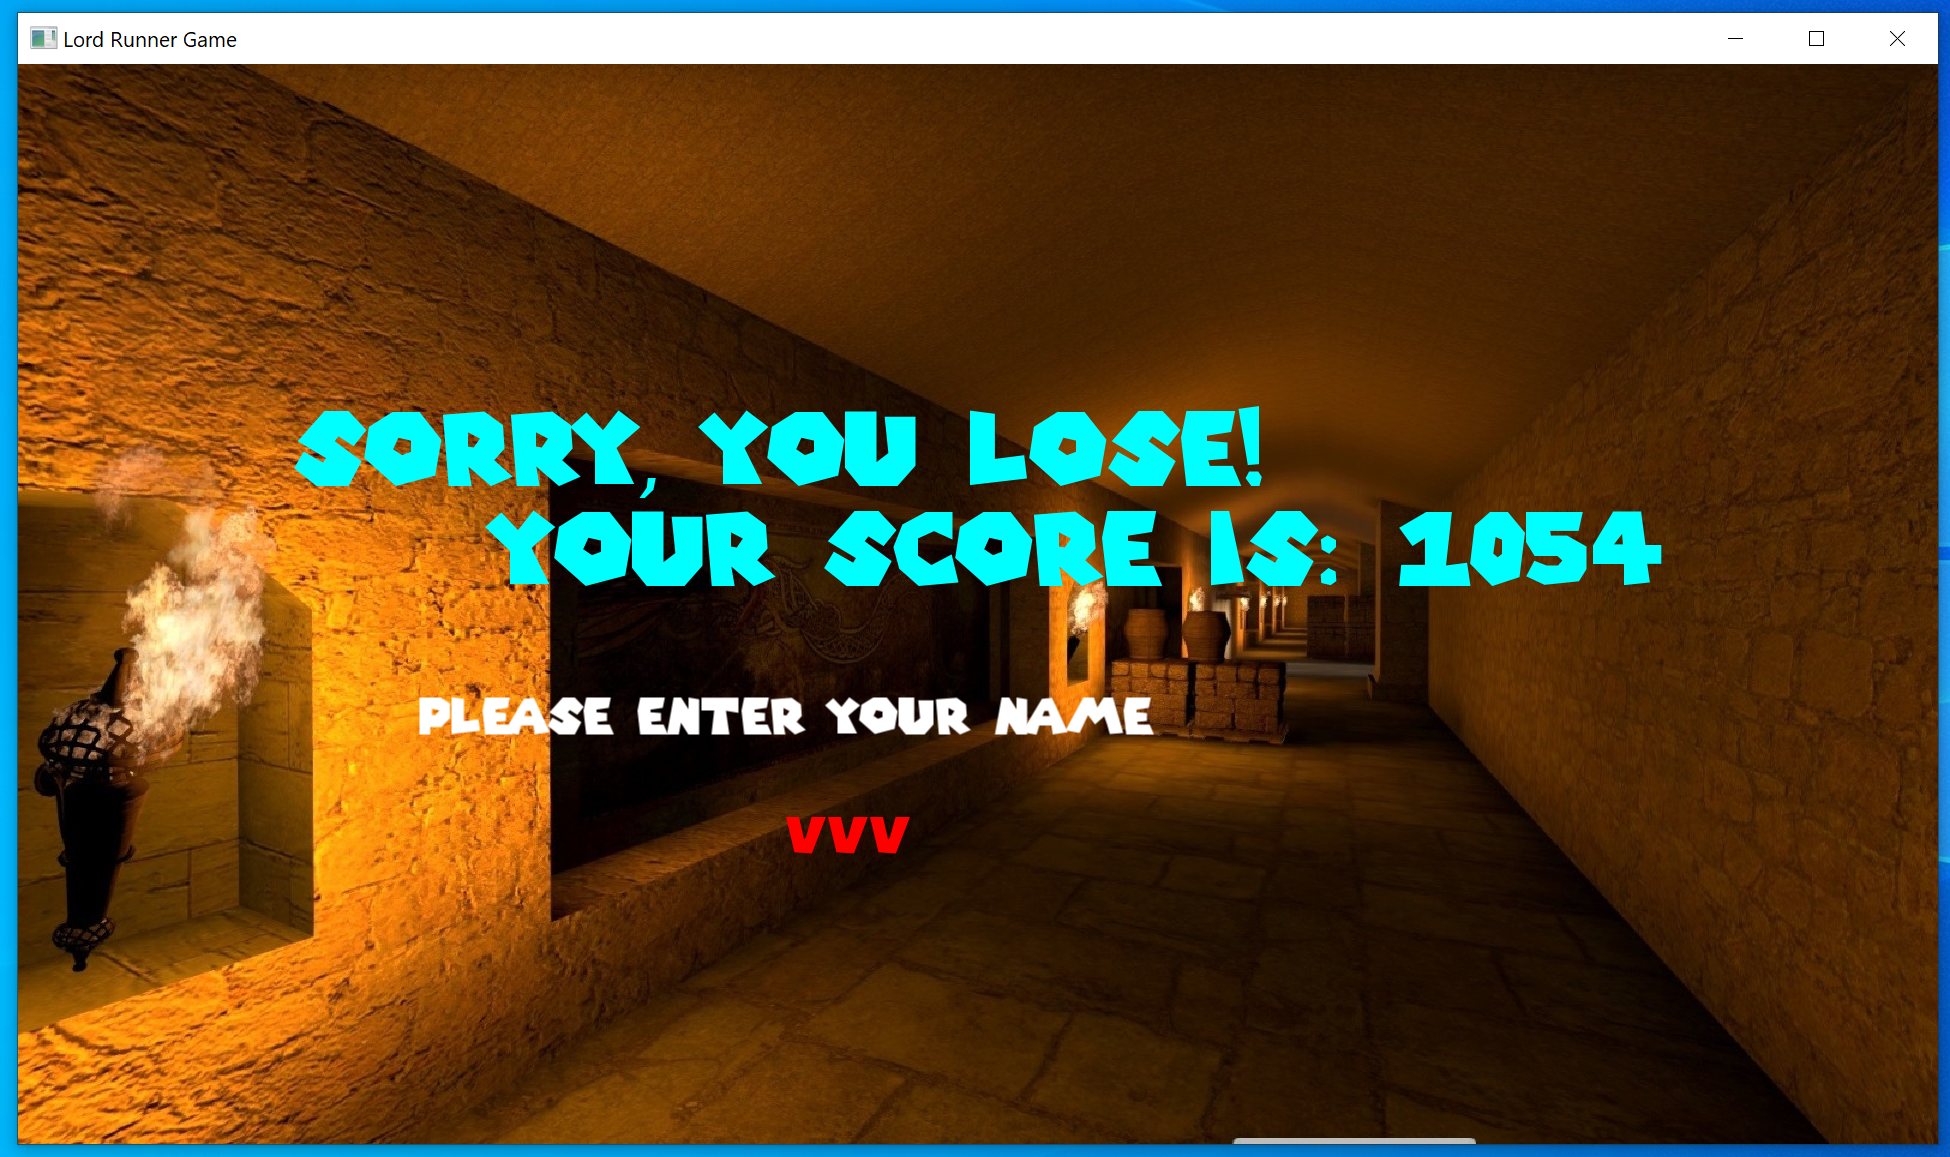 Lord Runner Game
SORRY, YOU LOSE!
YOUR SCORE IS: 1054
PLEASE ENTER YOUR NAME
VVV